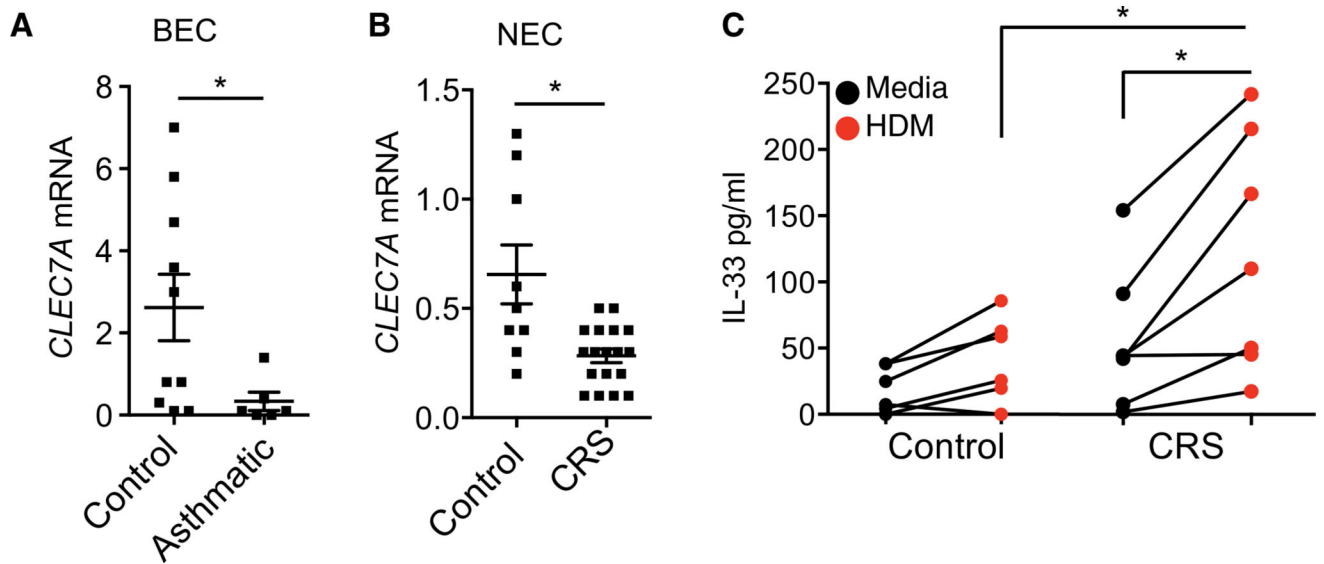 A
BEC
*
CLEC7A mRNA
8
6
4
2
0
Control
Asthmatic
B
NEC
*
CLEC7A mRNA
1.5
1.0
0.5
0.0
Control
CRS
C
*
*
Media
HDM
IL-33 pg/ml
250
200
150
100
50
0
Control
CRS